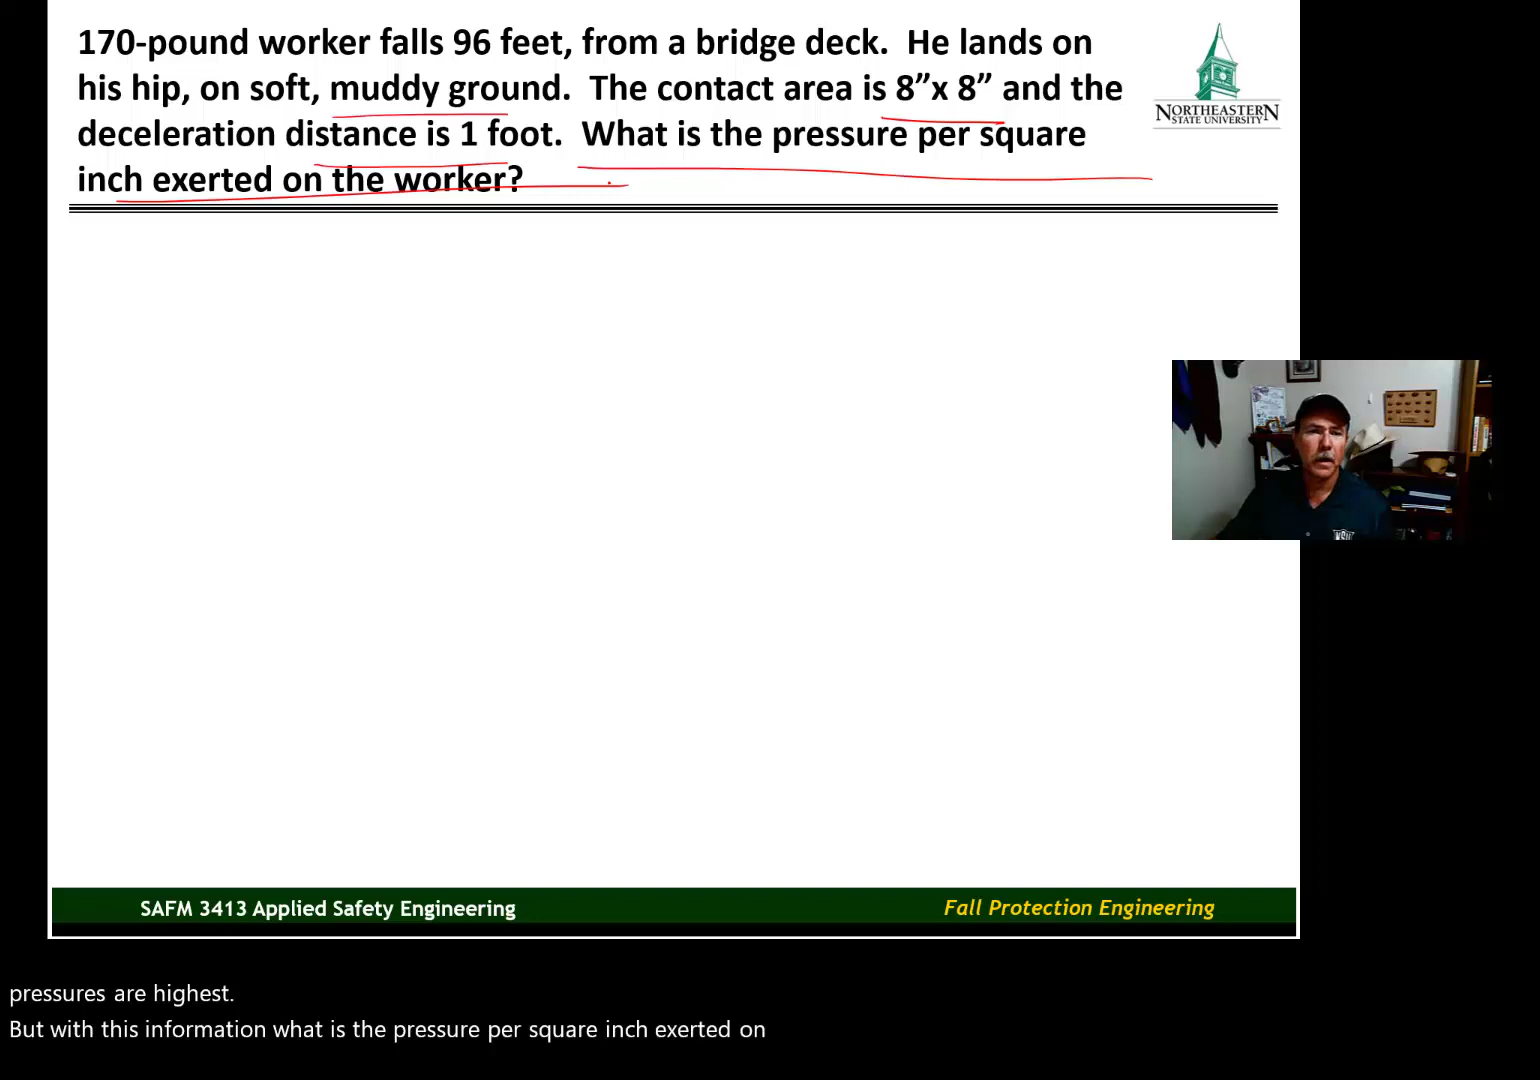 170-pound worker falls 96 feet, from a bridge deck.  He lands on
his hip, on soft, muddy ground.  The contact area is 8”x 8” and the
deceleration distance is 1 foot.  What is the pressure per square
inch exerted on the worker?
NORTHEASTERN
STATE UNIVERSITY
SAFM 3413 Applied Safety Engineering
Fall Protection Engineering
pressures are highest.
But with this information what is the pressure per square inch exerted on